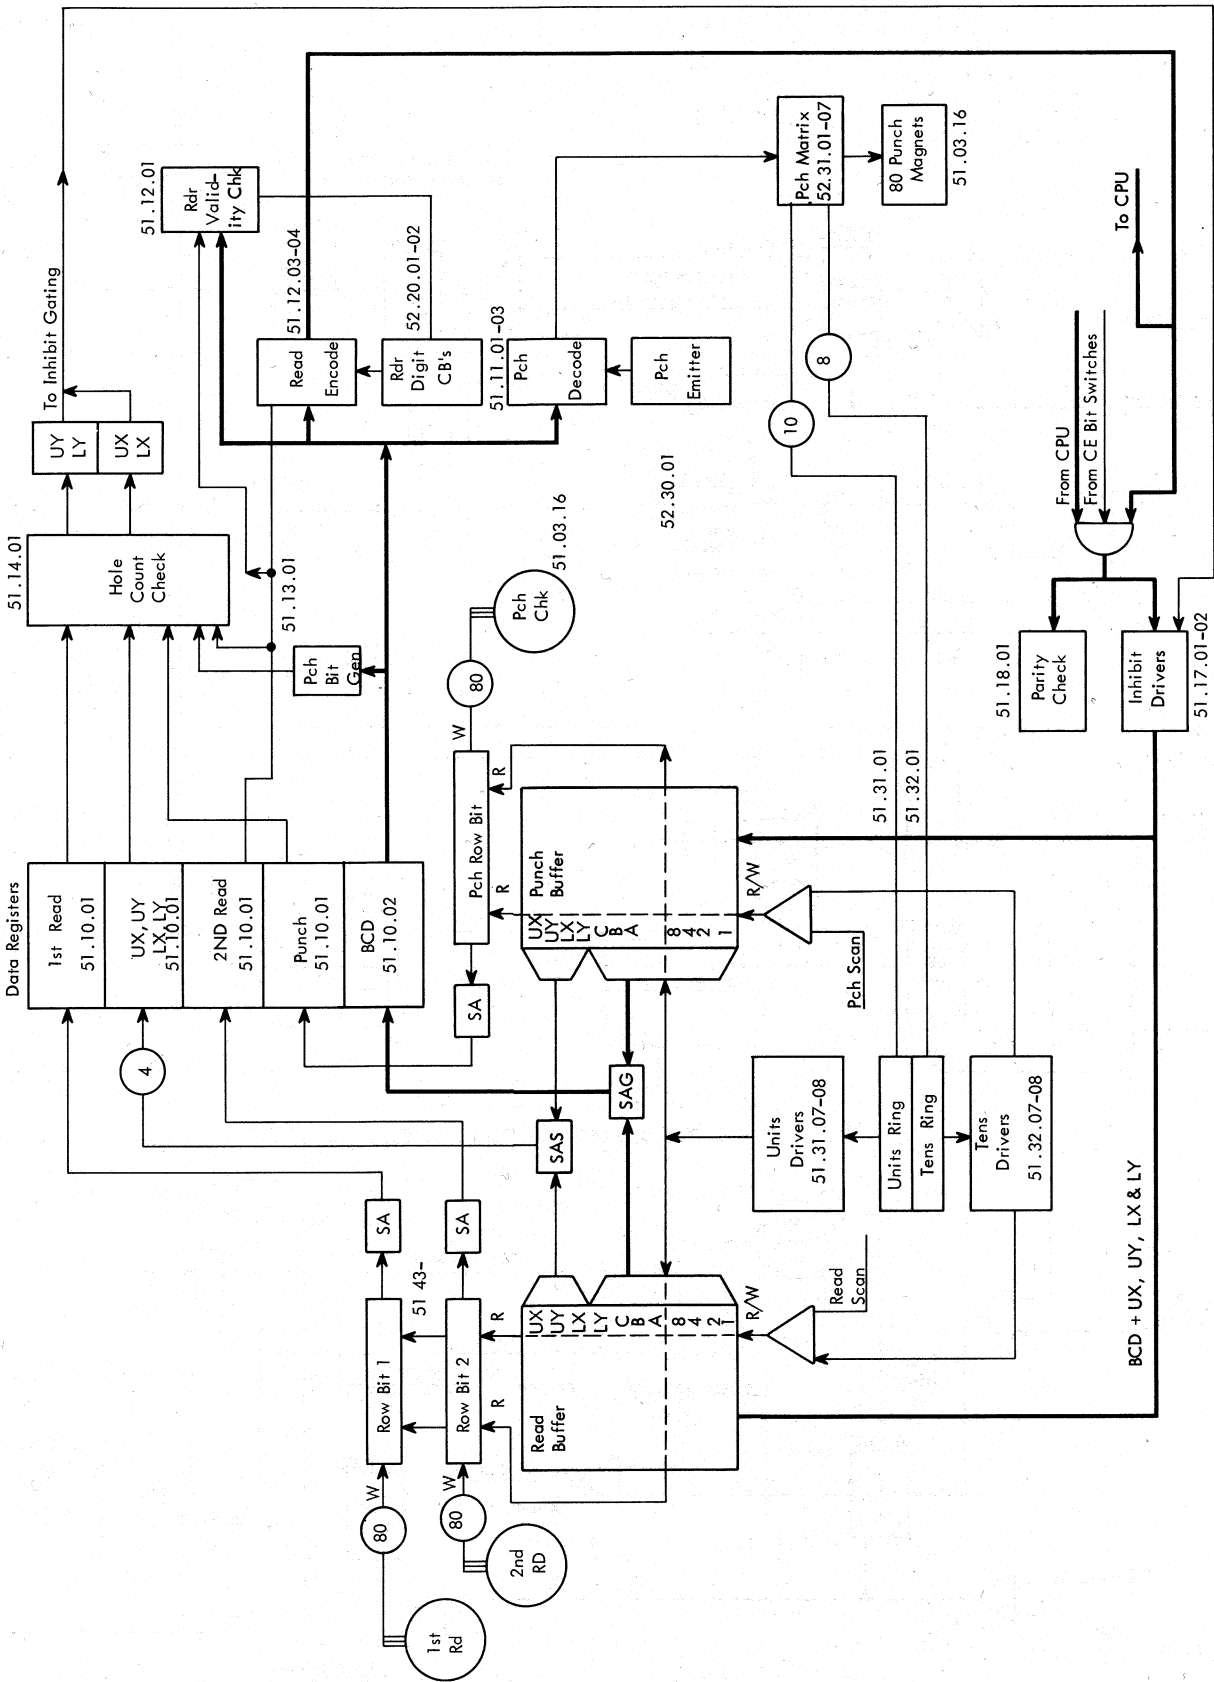 Data Registers
1st Read
51.10.01
UX, UY
LX, LY
51.10.01
2ND Read
51.10.01
Punch
51.10.01
BCD
51.10.02
51.14.01
Hole
Count
Check
UY
LY
UX
LX
To Inhibit Gating
51.12.01
Rdr
Valid-
ity Chk
51.13.01
Pch
Bit
Gen
Read
Encode
51.12.03-04
Rdr
Digit
CB's
52.20.01-02
51.11.01-03
Pch
Decode
Pch
Emitter
52.30.01
1st
Rd
80
W
Row Bit 1
SA
51 43-
2nd
RD
80
W
Row Bit 2
SA
R
R
4
SAS
SAG
SA
Pch Row Bit
W
80
Pch
Chk
51.03.16
R
R
Read
Buffer
UX
UY
LX
LY
C
B
A
8
4
2
1
R/W
Read
Scan
Punch
Buffer
UX
UY
LX
LY
C
B
A
8
4
2
1
R/W
Pch Scan
Units
Drivers
51.31.07-08
Units Ring
Tens Ring
Tens
Drivers
51.32.07-08
51.31.01
51.32.01
10
8
Pch Matrix
52.31.01-07
80 Punch
Magnets
51.03.16
51.18.01
Parity
Check
Inhibit
Drivers
51.17.01-02
From CPU
From CE Bit Switches
To CPU
BCD + UX, UY, LX & LY